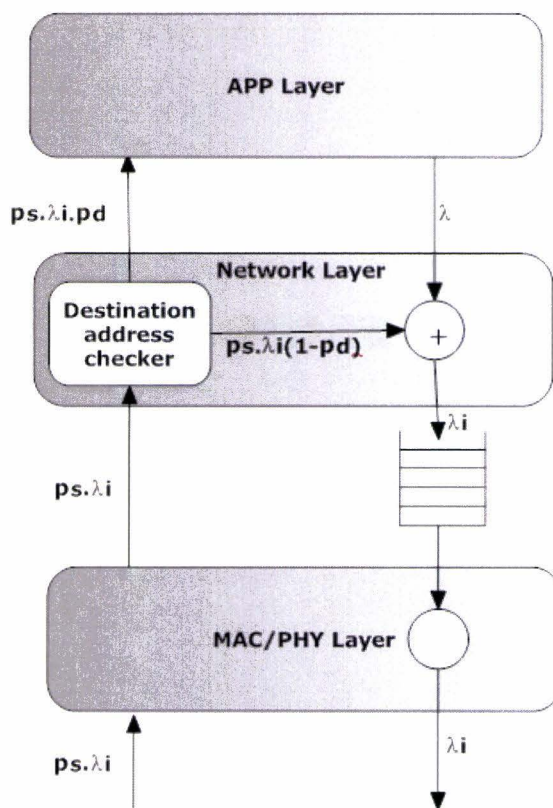 APP Layer
ps.λi.pd
λ
Network Layer
Destination
address
checker
ps.λi(1-pd)
+
λi
ps.λi
MAC/PHY Layer
ps.λi
λi